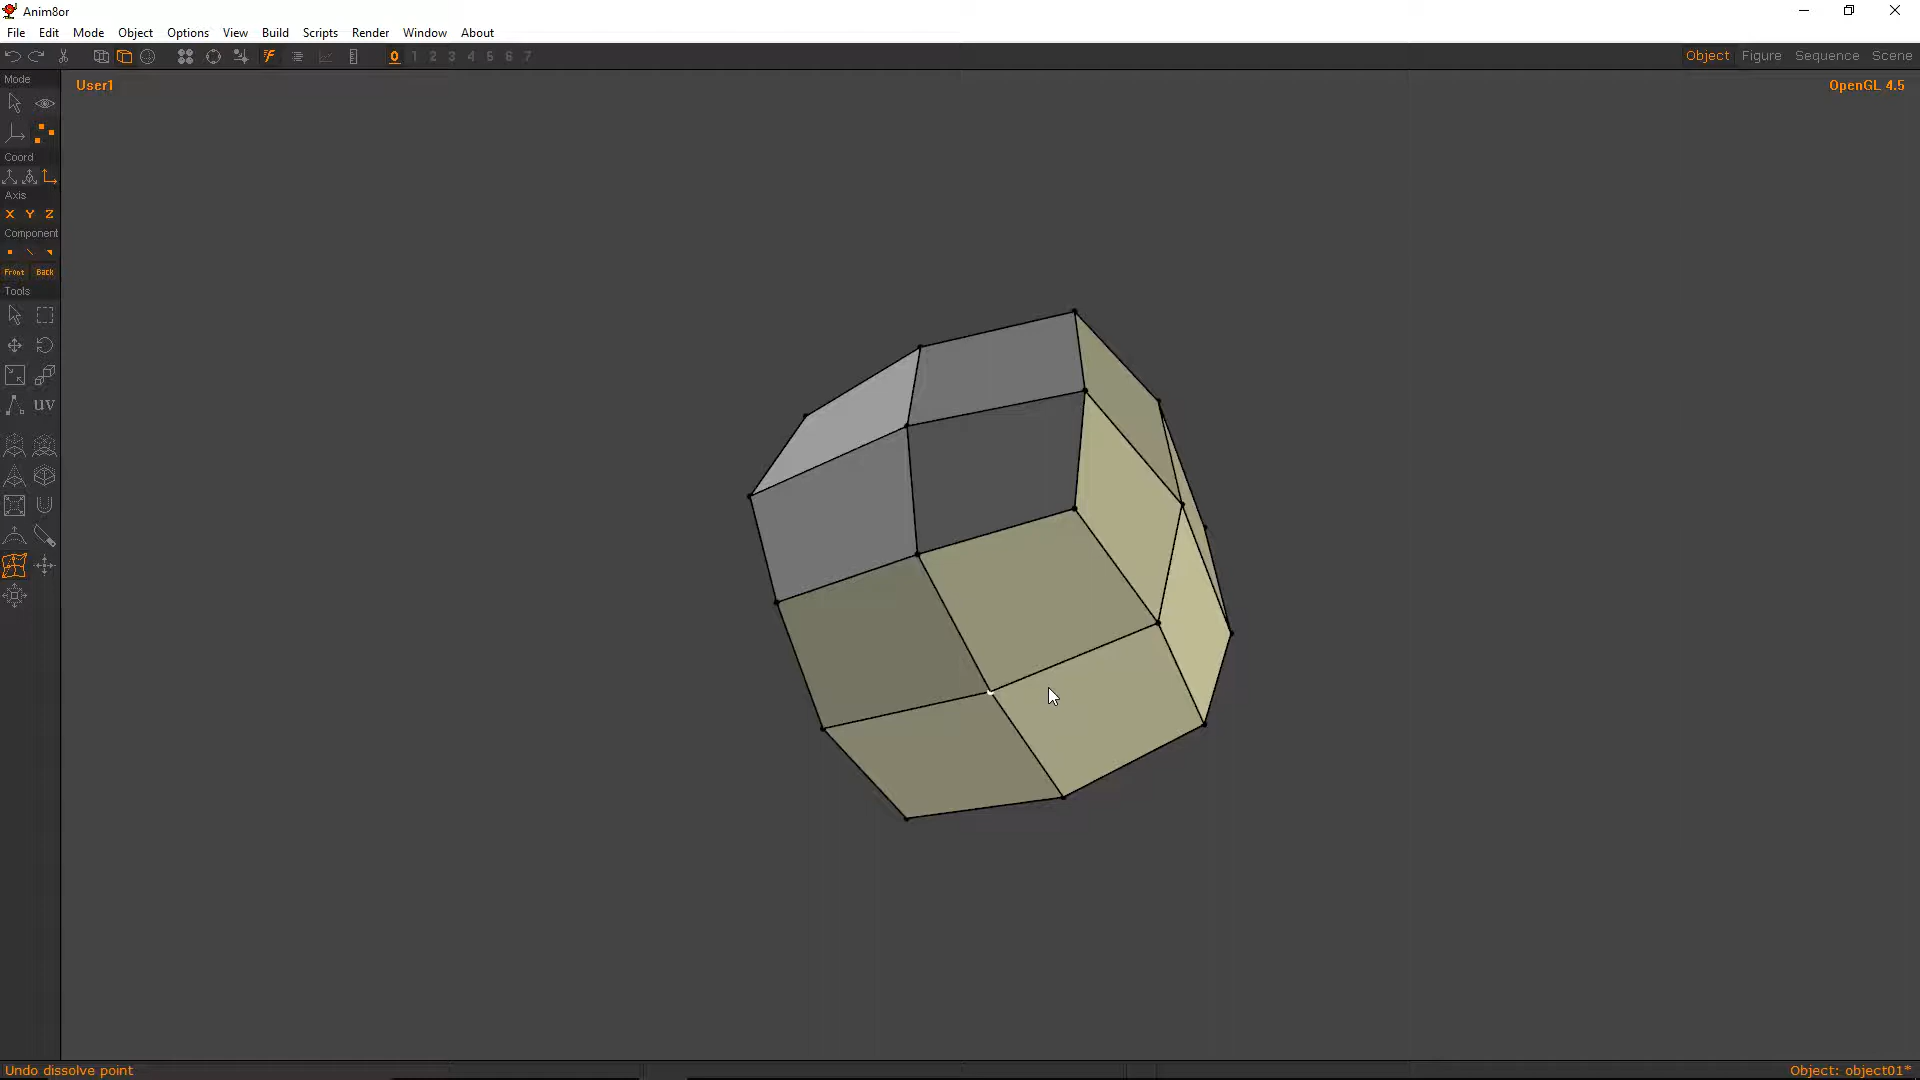 Anim8or
File Edit Mode Object Options View Build Scripts Render Window About
0 1 2 3 4 5 6 7
Object Figure Sequence Scene
Mode
User1
OpenGL 4.5
Coord
Axis
X Y Z
Component
Front Back
Tools
UV
Undo dissolve point
Object: object01*